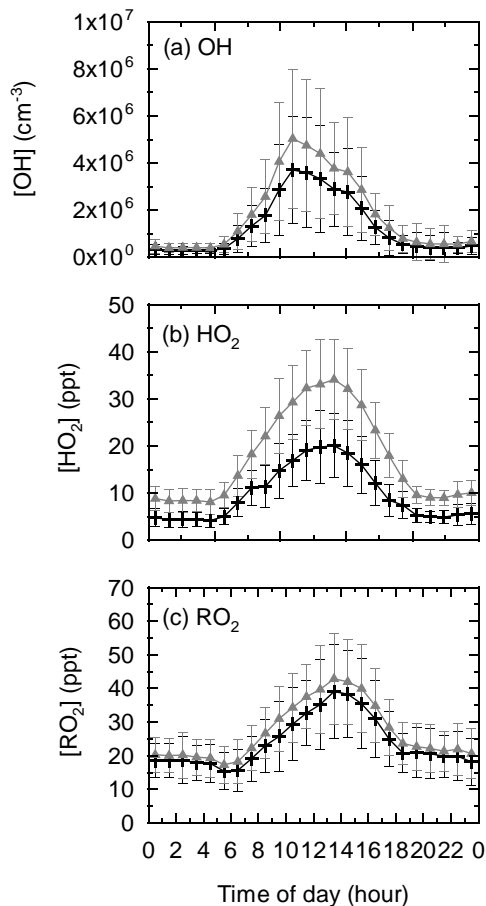 1x10⁷
8x10⁶
6x10⁶
4x10⁶
2x10⁶
0x10⁰
[OH] (cm⁻³)
(a) OH
50
40
30
20
10
0
[HO₂] (ppt)
(b) HO₂
70
60
50
40
30
20
10
0
[RO₂] (ppt)
(c) RO₂
0 2 4 6 8 10 12 14 16 18 20 22 0
Time of day (hour)